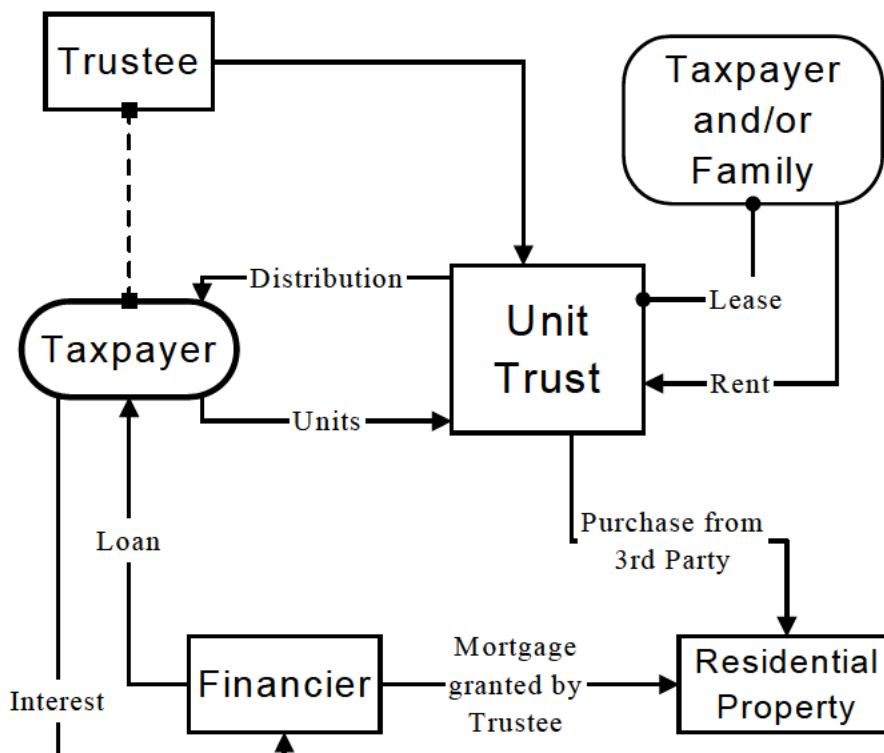 Trustee
Taxpayer
and/or
Family
Distribution
Unit
Trust
Lease
Taxpayer
Rent
Units
Purchase from
3rd Party
Loan
Mortgage
granted by
Trustee
Financier
Residential
Property
Interest